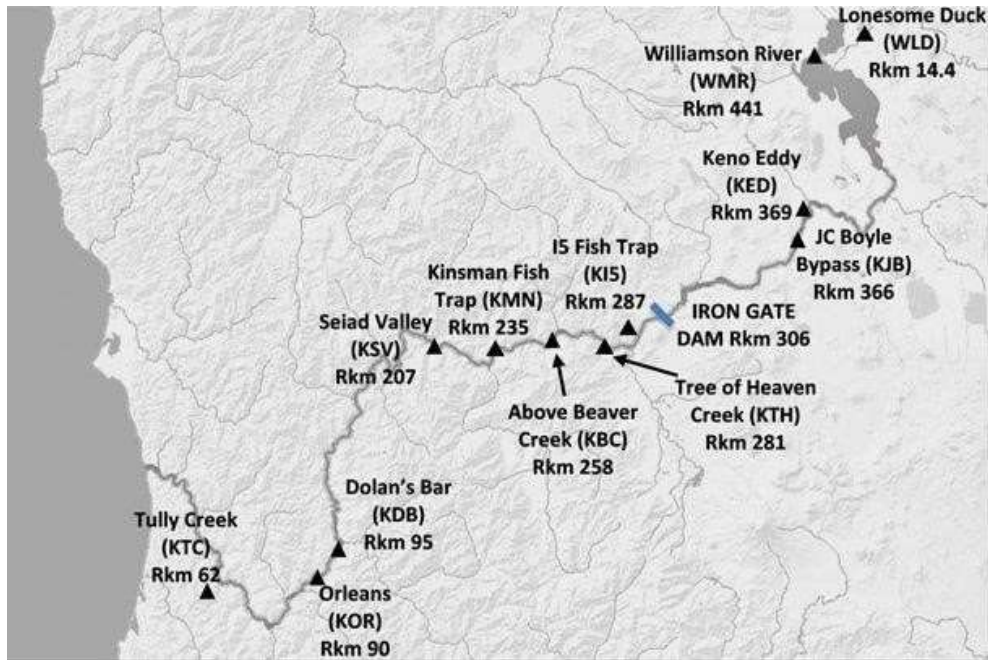 Lonesome Duck
(WLD)
Rkm 14.4
Williamson River
(WMR)
Rkm 441
Keno Eddy
(KED)
Rkm 369
JC Boyle
Bypass (KJB)
Rkm 366
I5 Fish Trap
(KI5)
Rkm 287
IRON GATE
DAM Rkm 306
Kinsman Fish
Trap (KMN)
Rkm 235
Seiad Valley
(KSV)
Rkm 207
Tree of Heaven
Creek (KTH)
Rkm 281
Above Beaver
Creek (KBC)
Rkm 258
Dolan's Bar
(KDB)
Rkm 95
Tully Creek
(KTC)
Rkm 62
Orleans
(KOR)
Rkm 90